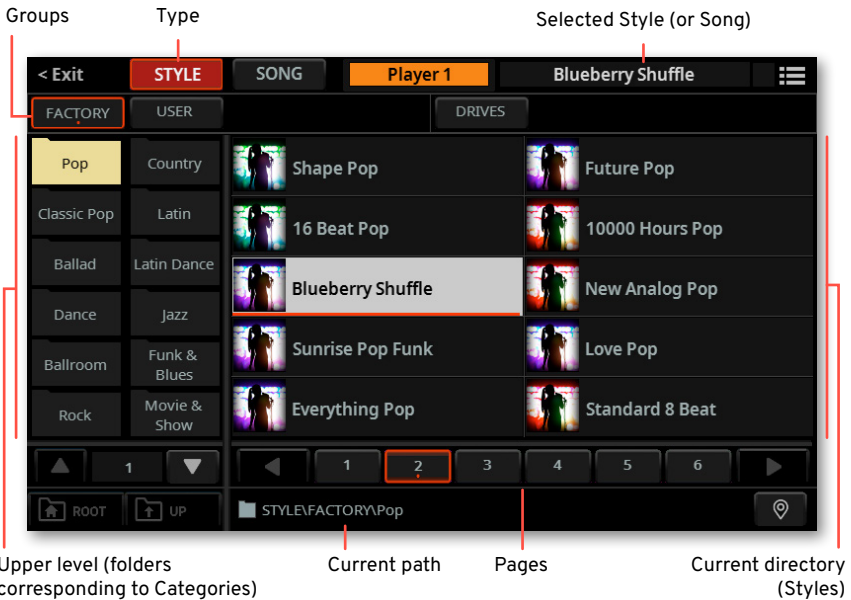 Groups
Type
Selected Style (or Song)
< Exit
STYLE
SONG
Player 1
Blueberry Shuffle
FACTORY
USER
DRIVES
Pop
Country
Shape Pop
Future Pop
Classic Pop
Latin
16 Beat Pop
10000 Hours Pop
Ballad
Latin Dance
Blueberry Shuffle
New Analog Pop
Dance
Jazz
Sunrise Pop Funk
Love Pop
Ballroom
Funk &
Blues
Everything Pop
Standard 8 Beat
Rock
Movie &
Show
1
1
2
3
4
5
6
ROOT
UP
STYLE\FACTORY\Pop
Upper level (folders
corresponding to Categories)
Current path
Pages
Current directory
(Styles)